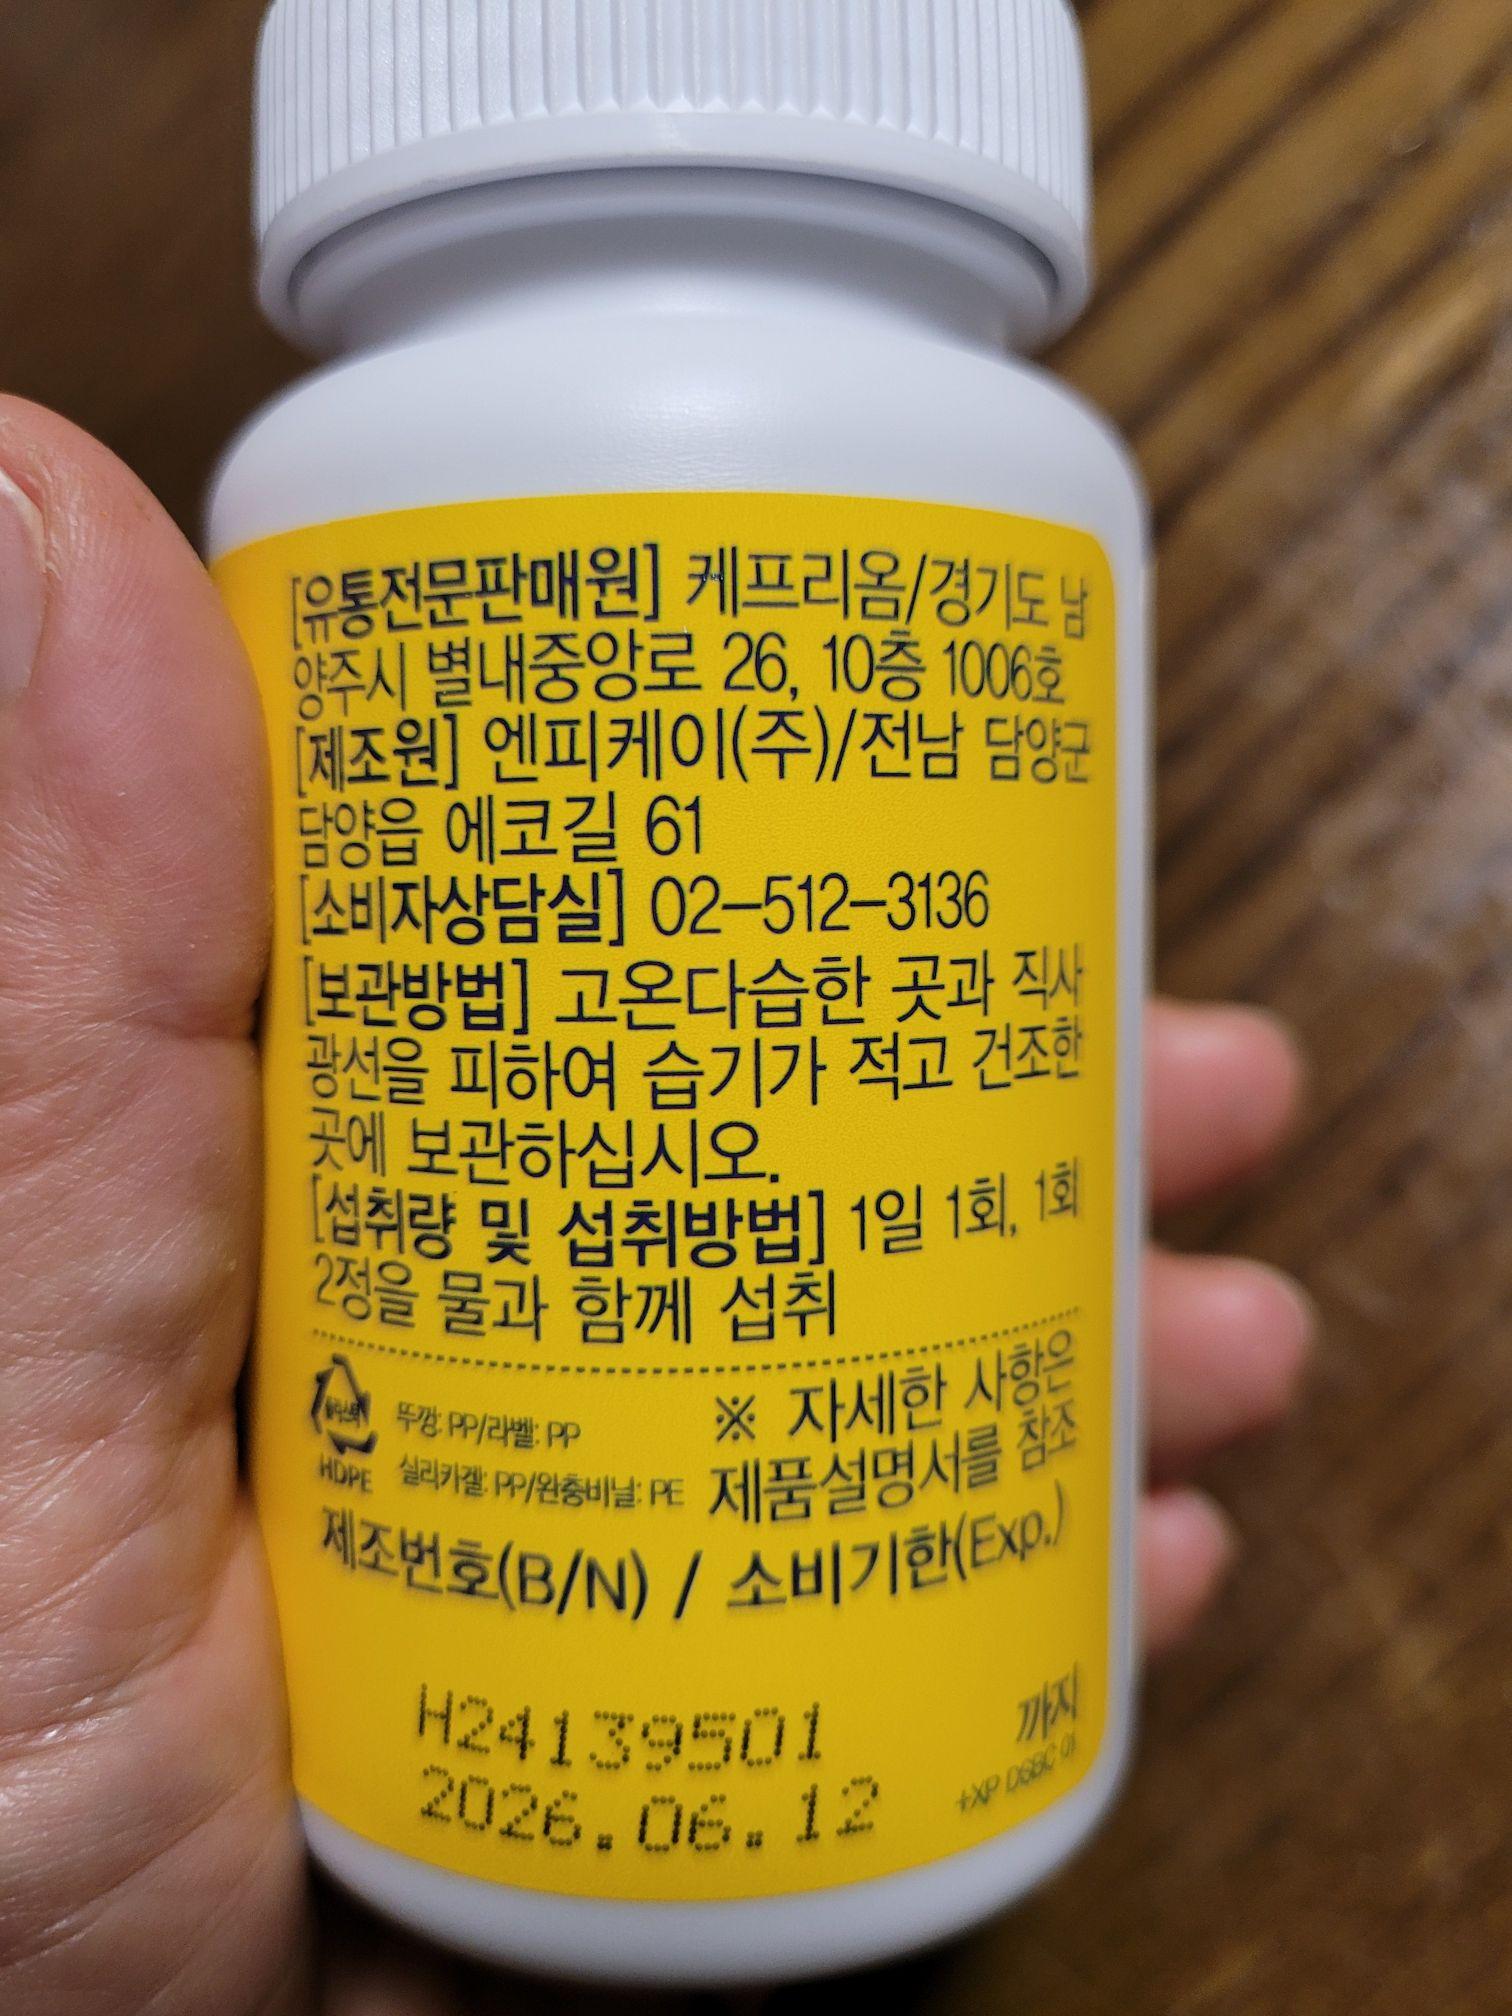 [유통전문판매원] 케프리옴/경기도 남
양주시 별내중앙로 26, 10층 1006호
[제조원] 엔피케이(주)/전남 담양군
담양읍 에코길 61
[소비자상담실] 02-512-3136
[보관방법] 고온다습한 곳과 직사
광선을 피하여 습기가 적고 건조한
곳에 보관하십시오.
[섭취량 및 섭취방법] 1일 1회, 1회
2정을 물과 함께 섭취
뚜껑: PP/라벨: PP
실리카겔: PP/완충비닐: PE
HDPE
※ 자세한 사항은
제품설명서를 참조
제조번호(B/N) / 소비기한(Exp.)
H24139501
2026.06.12
까지